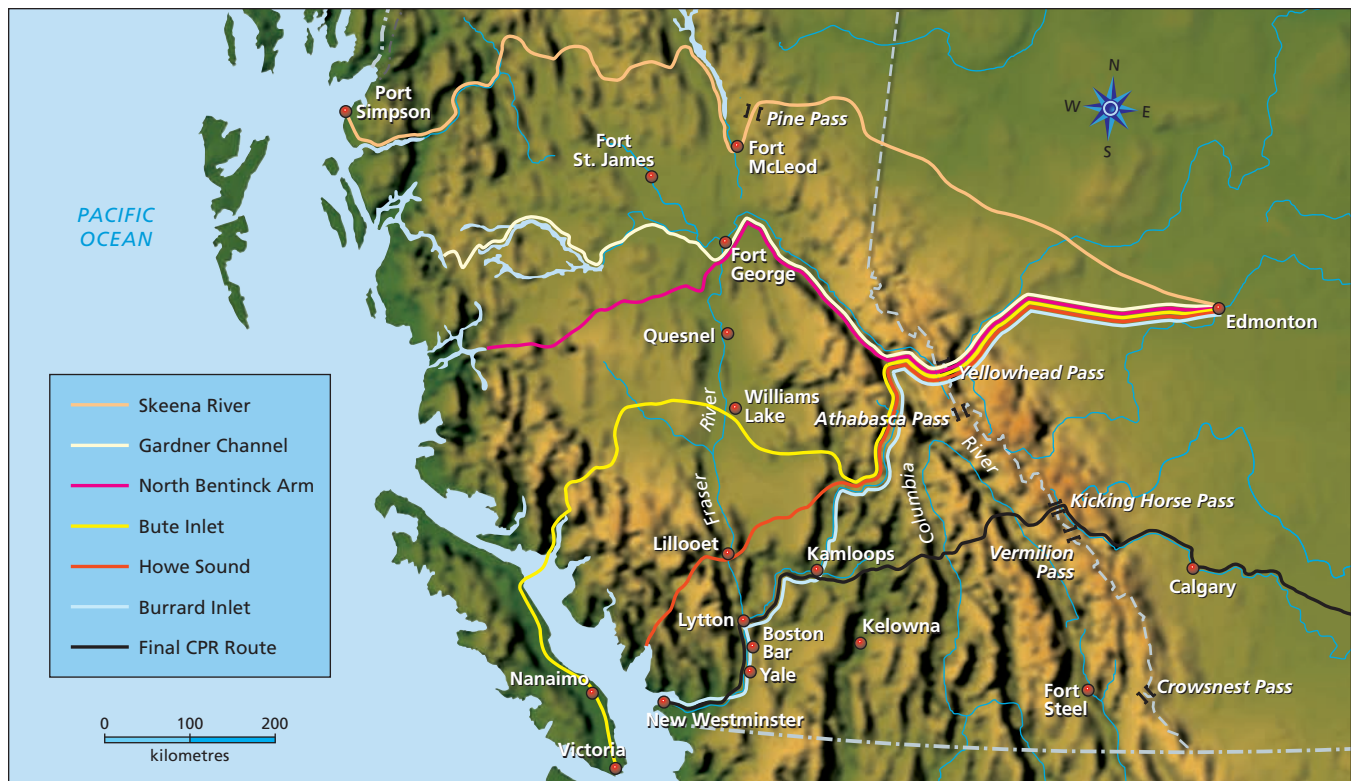 Port
Simpson
Pine Pass
Fort
St. James
Fort
McLeod
N
W
E
S
PACIFIC
OCEAN
Fort
George
Quesnel
Edmonton
Yellowhead Pass
Williams
Lake
River
Athabasca Pass
River
Skeena River
Gardner Channel
North Bentinck Arm
Bute Inlet
Howe Sound
Burrard Inlet
Final CPR Route
Fraser
Columbia
Kicking Horse Pass
Lillooet
Kamloops
Vermilion
Pass
Calgary
Lytton
Boston
Bar
Kelowna
Yale
Nanaimo
Fort
Steel
Crowsnest Pass
New Westminster
Victoria
0 100 200
kilometres